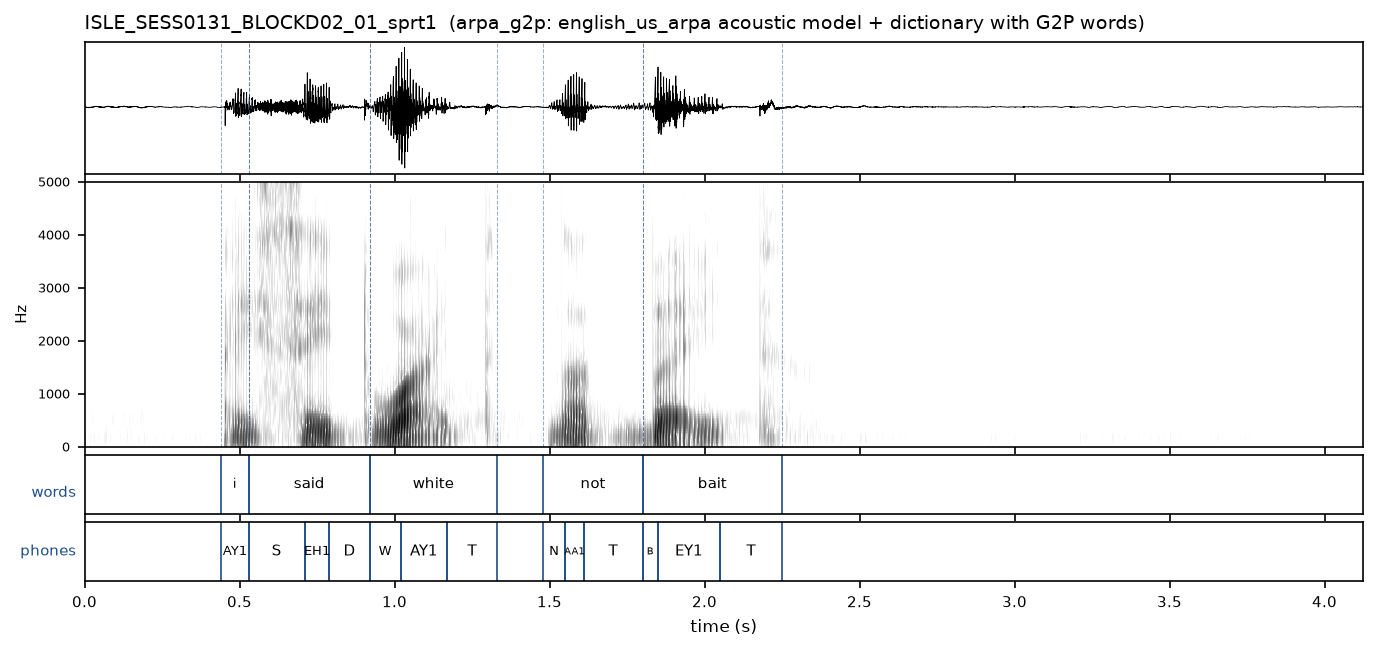 ISLE_SESS0131_BLOCKD02_01_sprt1 (arpa_g2p: english_us_arpa acoustic model + dictionary with G2P words)
5000
4000
3000
2000
1000
0
Hz
words i said white not bait
phones AY1 S EH1 D W AY1 T N AA1 T B EY1 T
0.0 0.5 1.0 1.5 2.0 2.5 3.0 3.5 4.0
time (s)